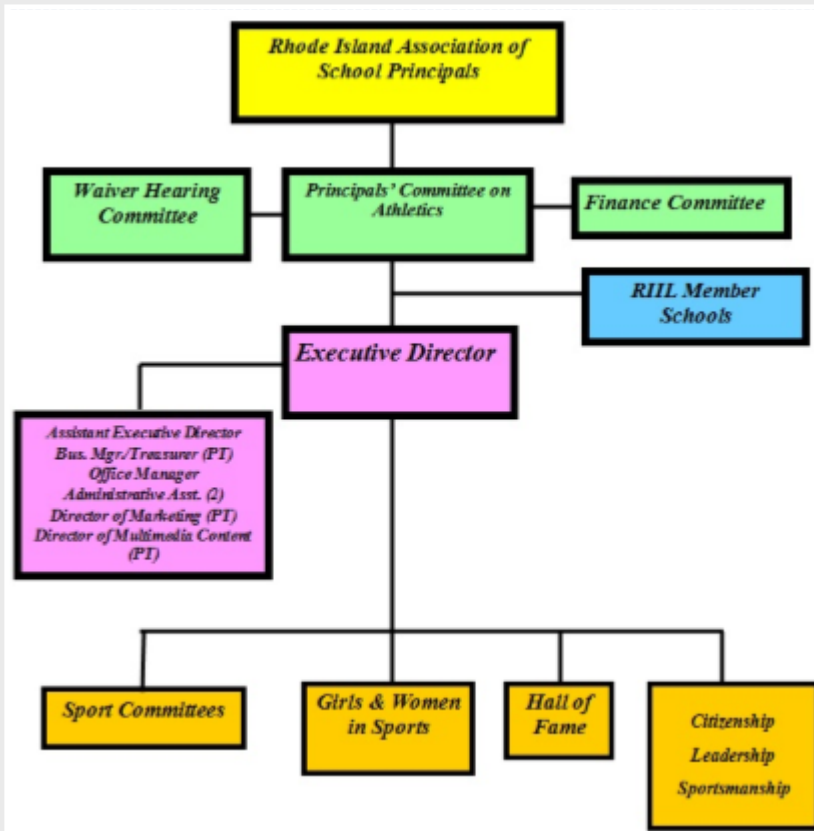 Rhode Island Association of
School Principals
Waiver Hearing
Committee
Principals' Committee on
Athletics
Finance Committee
RIIL Member
Schools
Executive Director
Assistant Executive Director
Bus. Mgr./Treasurer (PT)
Office Manager
Administrative Asst. (2)
Director of Marketing (PT)
Director of Multimedia Content
(PT)
Sport Committees
Girls & Women
in Sports
Hall of
Fame
Citizenship
Leadership
Sportsmanship